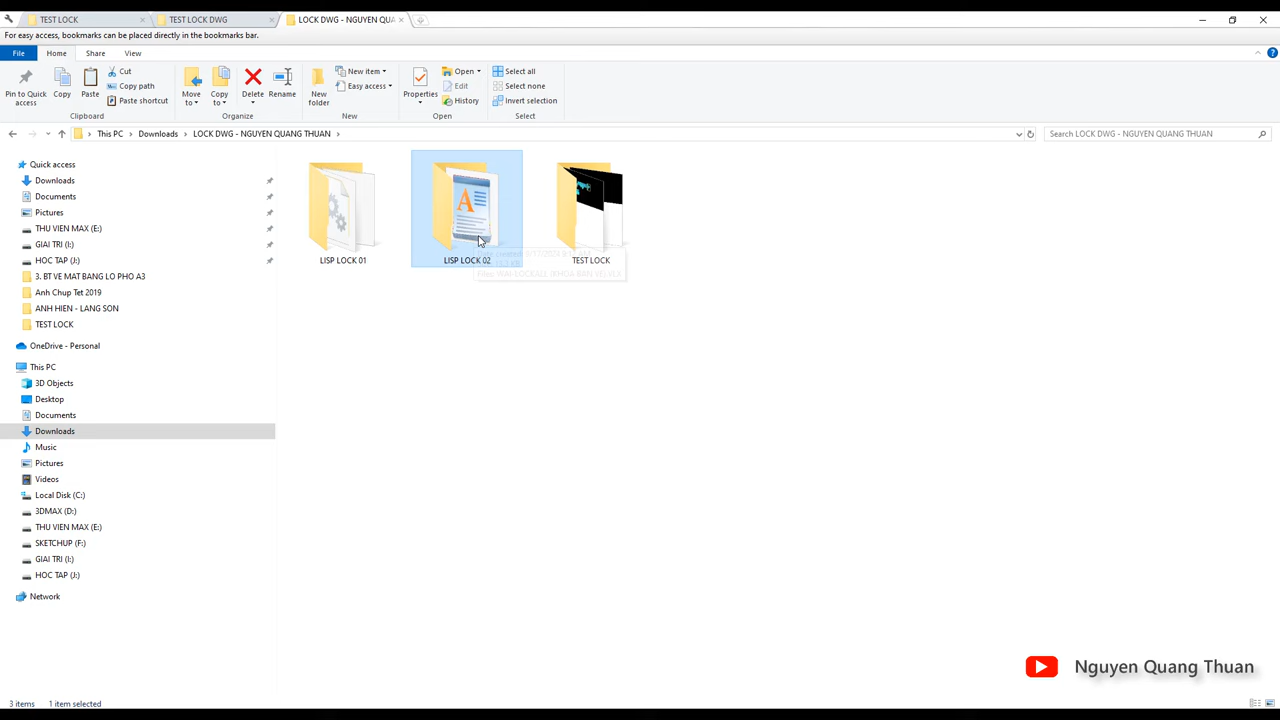 TEST LOCK
TEST LOCK DWG
LOCK DWG - NGUYEN QUA
For easy access, bookmarks can be placed directly in the bookmarks bar.
File Home Share View
Pin to Quick access
Copy
Paste
Cut
Copy path
Paste shortcut
Clipboard
Move to
Copy to
Delete
Rename
Organize
New folder
New item
Easy access
New
Properties
Open
Edit
History
Open
Select all
Select none
Invert selection
Select
This PC Downloads LOCK DWG - NGUYEN QUANG THUAN
Search LOCK DWG - NGUYEN QUANG THUAN
Quick access
Downloads
Documents
Pictures
THU VIEN MAX (E:)
GIAI TRI (I:)
HOC TAP (J:)
3. BT VE MAT BANG LO PHO A3
Anh Chup Tet 2019
ANH HIEN - LANG SON
TEST LOCK
OneDrive - Personal
This PC
3D Objects
Desktop
Documents
Downloads
Music
Pictures
Videos
Local Disk (C:)
3DMAX (D:)
THU VIEN MAX (E:)
SKETCHUP (F:)
GIAI TRI (I:)
HOC TAP (J:)
Network
LISP LOCK 01
LISP LOCK 02
TEST LOCK
Nguyen Quang Thuan
3 items 1 item selected